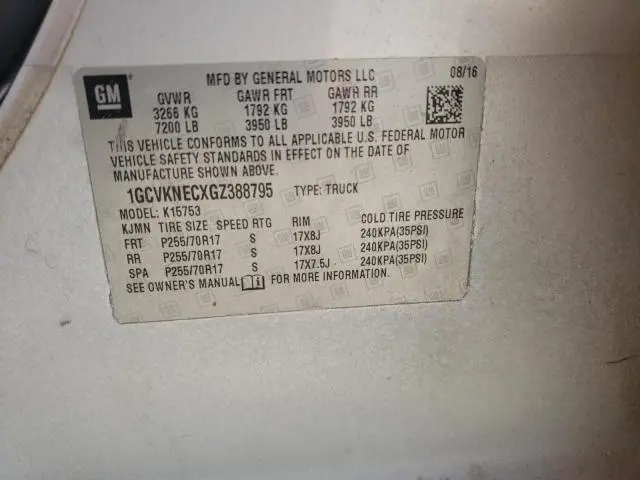 GM
MFD BY GENERAL MOTORS LLC 08/16
GVWR GAWR FRT GAWR RR
3266 KG 1792 KG 1792 KG
7200 LB 3950 LB 3950 LB
THIS VEHICLE CONFORMS TO ALL APPLICABLE U.S. FEDERAL MOTOR
VEHICLE SAFETY STANDARDS IN EFFECT ON THE DATE OF
MANUFACTURE SHOWN ABOVE.
1GCVKNECXGZ388795 TYPE: TRUCK
MODEL: K15753
KJMN TIRE SIZE SPEED RTG RIM COLD TIRE PRESSURE
FRT P255/70R17 S 17X8J 240KPA(35PSI)
RR P255/70R17 S 17X8J 240KPA(35PSI)
SPA P255/70R17 S 17X7.5J 240KPA(35PSI)
SEE OWNER'S MANUAL FOR MORE INFORMATION.